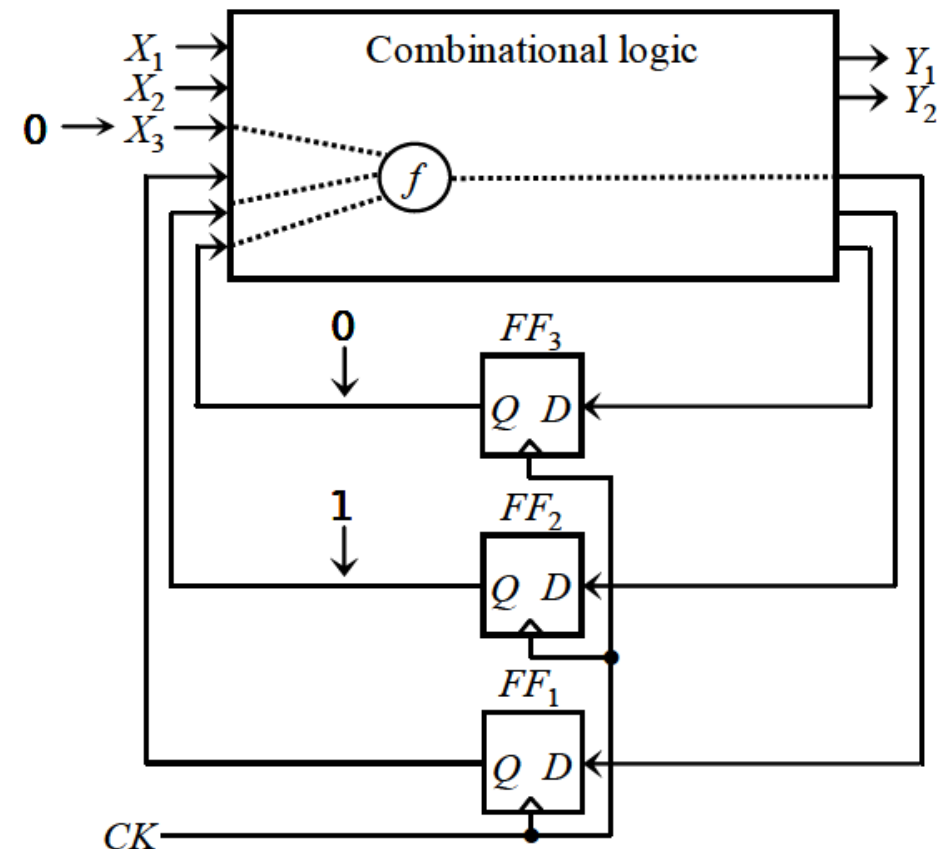 Combinational logic
X₁
X₂
0 X₃
f
Y₁
Y₂
0
FF₃
Q D
1
FF₂
Q D
FF₁
Q D
CK